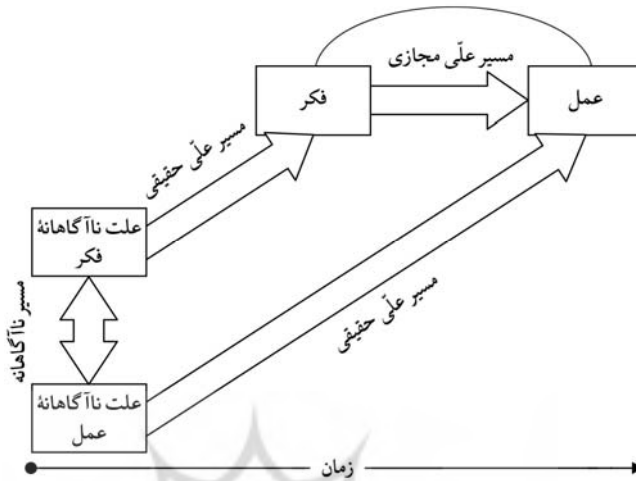 مسیر علّی مجازی
عمل
فکر
مسیر علّی حقیقی
علت ناآگاهانهٔ
فکر
مسیر ناآگاهانه
مسیر علّی حقیقی
علت ناآگاهانهٔ
عمل
زمان